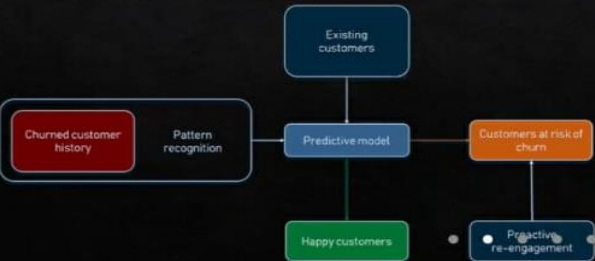 Existing
customers
Churned customer
history
Pattern
recognition
Predictive model
Customers at risk of
churn
Happy customers
Proactive
re-engagement